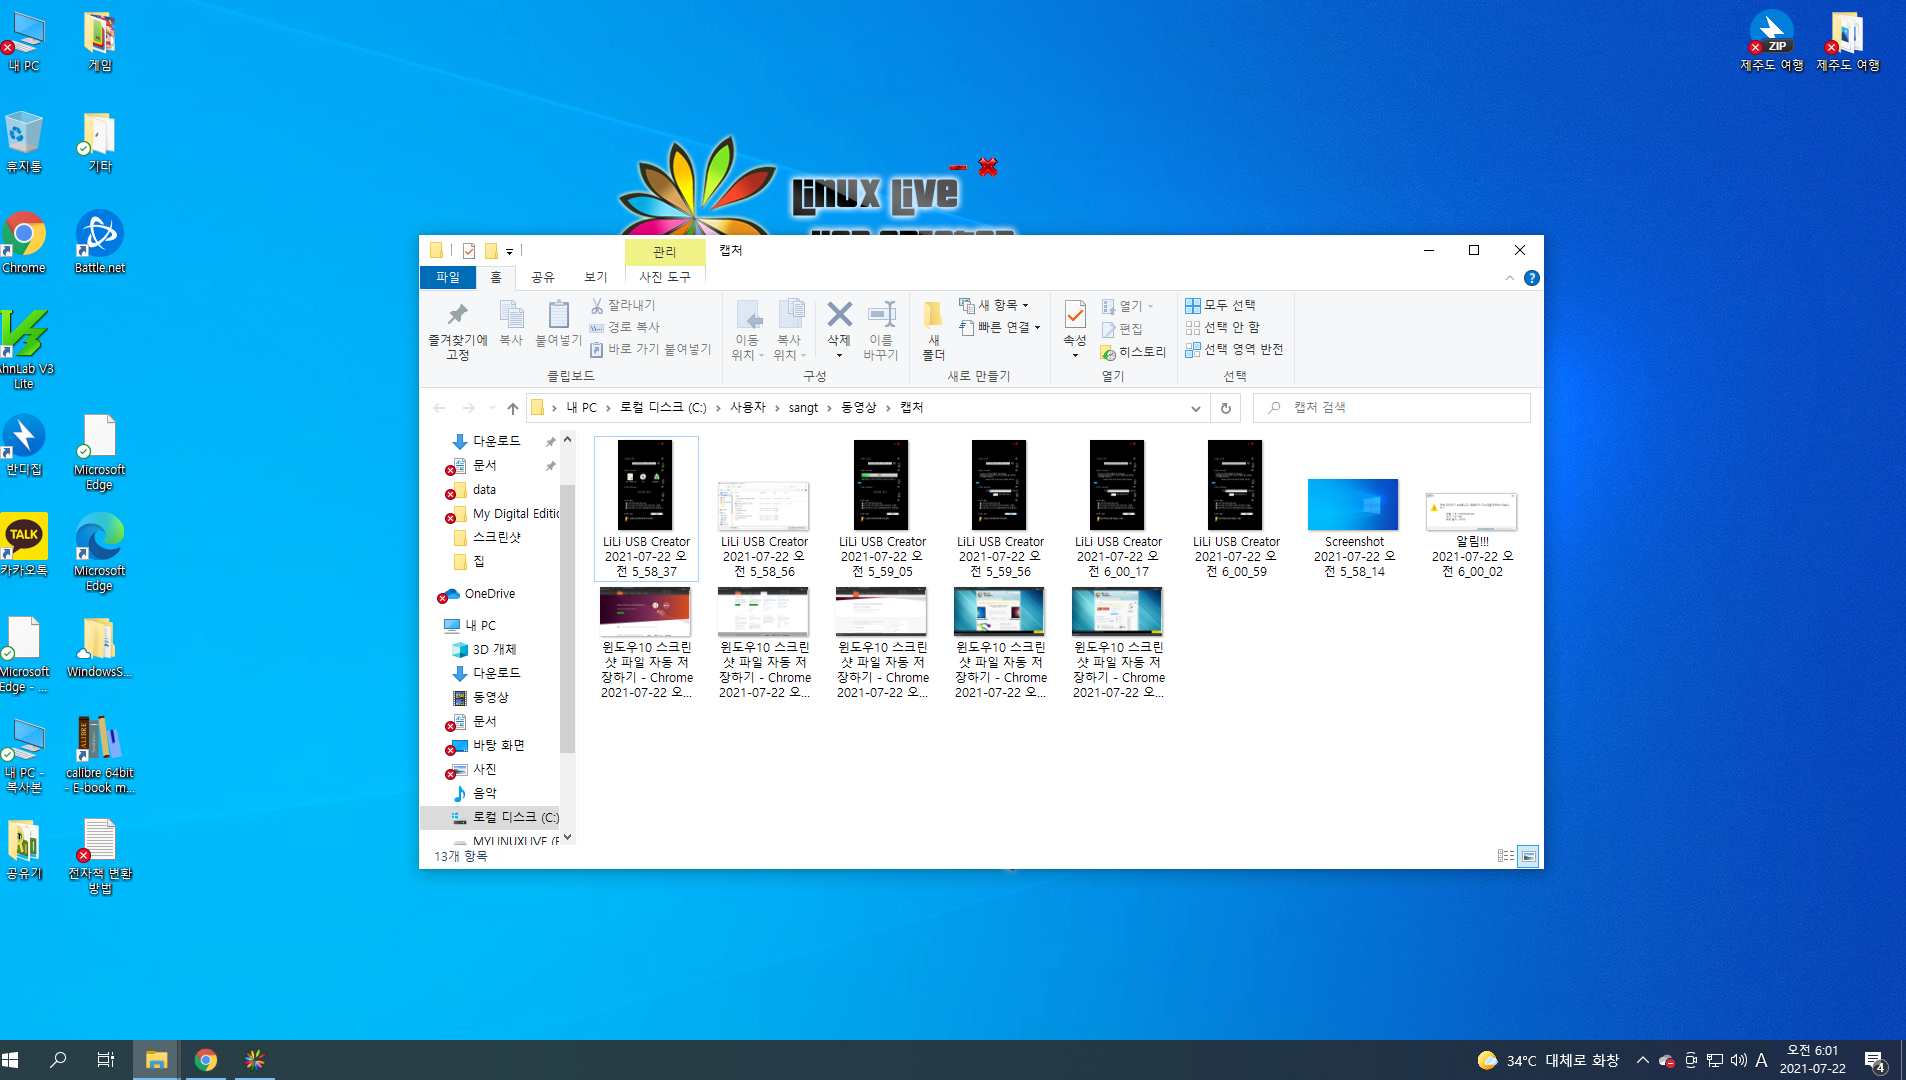 내 PC
게임
휴지통
기타
Chrome
Battle.net
AhnLab V3
Lite
반디집
Microsoft
Edge
카카오톡
Microsoft
Edge
Microsoft
Edge - ...
WindowsS...
내 PC -
복사본
calibre 64bit
- E-book m...
공유기
전자책 변환
방법
ZIP
제주도 여행
제주도 여행
Linux Live
관리
캡처
파일
홈
공유
보기
사진 도구
즐겨찾기에
고정
복사
붙여넣기
잘라내기
경로 복사
바로 가기 붙여넣기
클립보드
이동
위치
복사
위치
삭제
이름
바꾸기
구성
새
폴더
새 항목
빠른 연결
새로 만들기
속성
열기
편집
히스토리
열기
모두 선택
선택 안 함
선택 영역 반전
선택
내 PC › 로컬 디스크 (C:) › 사용자 › sangt › 동영상 › 캡처
캡처 검색
다운로드
문서
data
My Digital Editio
스크린샷
집
OneDrive
내 PC
3D 개체
다운로드
동영상
문서
바탕 화면
사진
음악
로컬 디스크 (C:)
MYLINUXLIVE (F
LiLi USB Creator
2021-07-22 오
전 5_58_37
LiLi USB Creator
2021-07-22 오
전 5_58_56
LiLi USB Creator
2021-07-22 오
전 5_59_05
LiLi USB Creator
2021-07-22 오
전 5_59_56
LiLi USB Creator
2021-07-22 오
전 6_00_17
LiLi USB Creator
2021-07-22 오
전 6_00_59
Screenshot
2021-07-22 오
전 5_58_14
알림!!!
2021-07-22 오
전 6_00_02
윈도우10 스크린
샷 파일 자동 저
장하기 - Chrome
2021-07-22 오...
윈도우10 스크린
샷 파일 자동 저
장하기 - Chrome
2021-07-22 오...
윈도우10 스크린
샷 파일 자동 저
장하기 - Chrome
2021-07-22 오...
윈도우10 스크린
샷 파일 자동 저
장하기 - Chrome
2021-07-22 오...
윈도우10 스크린
샷 파일 자동 저
장하기 - Chrome
2021-07-22 오...
13개 항목
34°C 대체로 화창
A
오전 6:01
2021-07-22
4
TALK